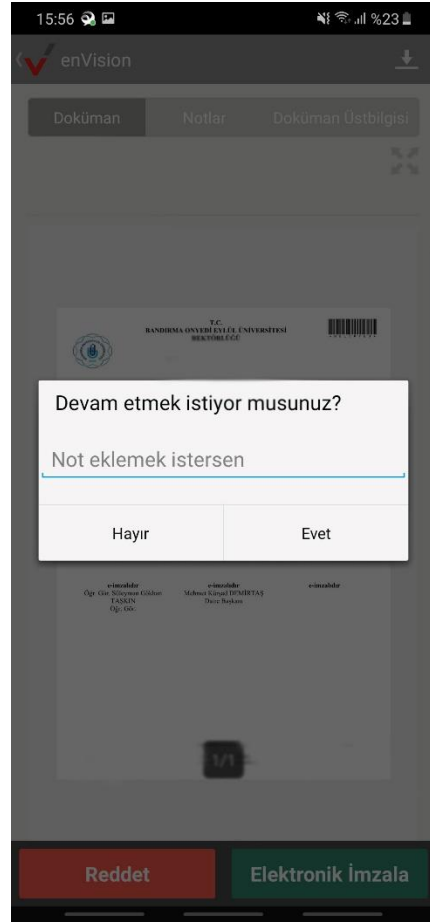 15:56 %23
enVision
Doküman Notlar Doküman Üstbilgisi
T.C.
BANDIRMA ONYEDİ EYLÜL ÜNİVERSİTESİ
REKTÖRLÜĞÜ
Devam etmek istiyor musunuz?
Not eklemek istersen
Hayır Evet
e-imzalıdır e-imzalıdır e-imzalıdır
Öğr. Gör. Süleyman Gökhan Mehmet Kürşad DEMİRTAŞ
TAŞKIN Daire Başkanı
Öğr. Gör.
1/1
Reddet Elektronik İmzala